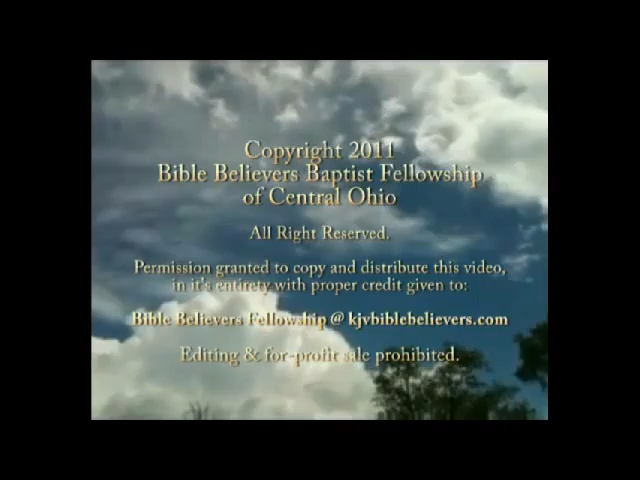 Copyright 2011
Bible Believers Baptist Fellowship
of Central Ohio
All Right Reserved.
Permission granted to copy and distribute this video,
in it's entirety with proper credit given to:
Bible Believers Fellowship @ kjvbiblebelievers.com
Editing & for-profit sale prohibited.